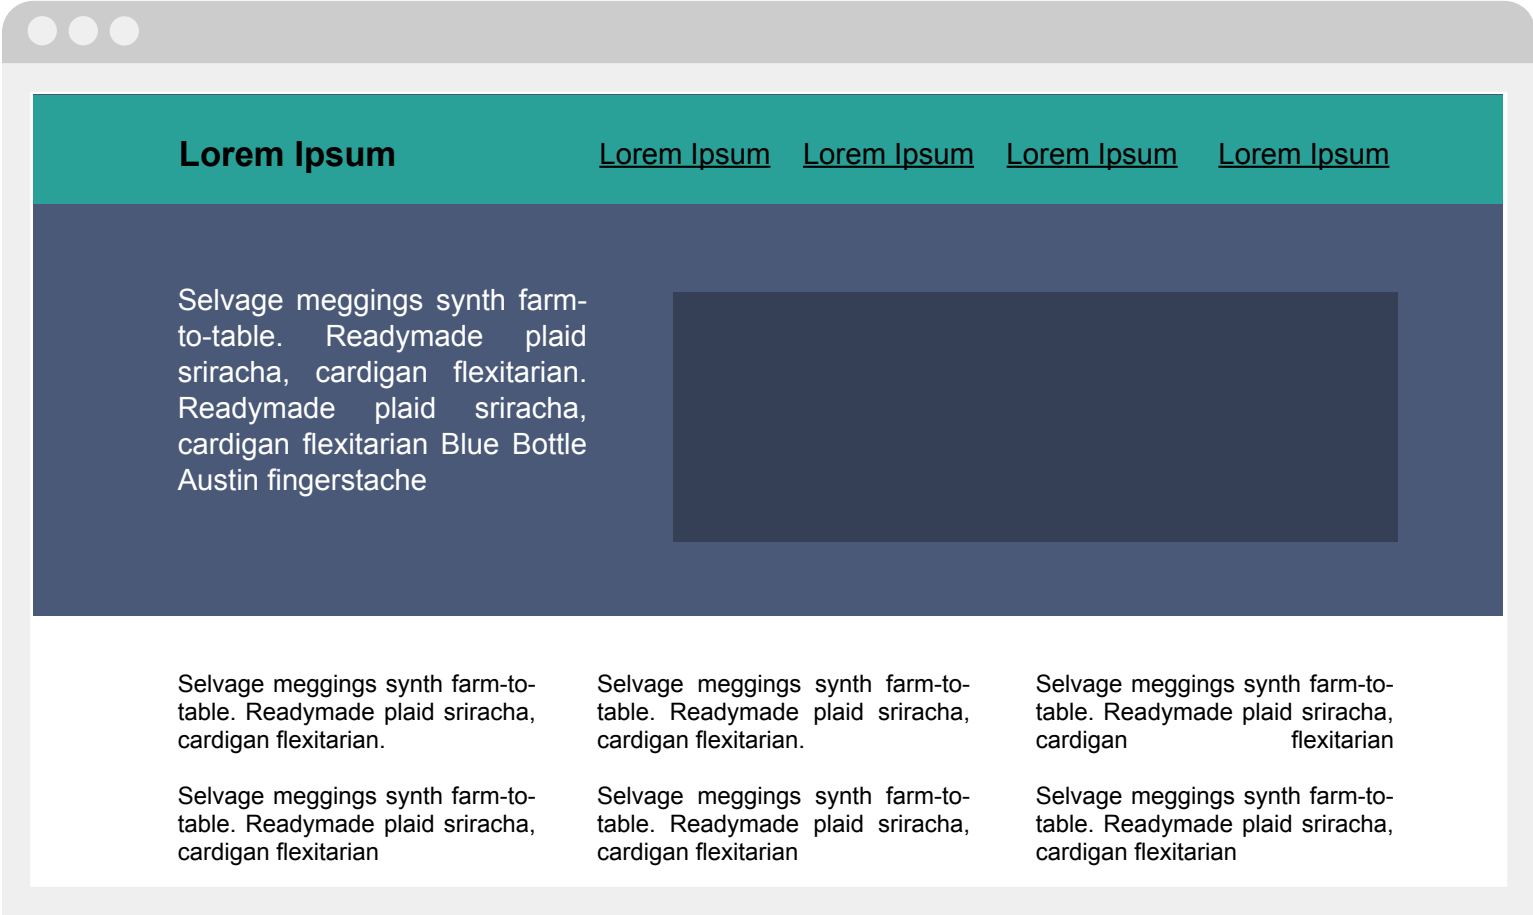 Lorem Ipsum Lorem Ipsum Lorem Ipsum Lorem Ipsum Lorem Ipsum
Selvage meggings synth farm-
to-table. Readymade plaid
sriracha, cardigan flexitarian.
Readymade plaid sriracha,
cardigan flexitarian Blue Bottle
Austin fingerstache
Selvage meggings synth farm-to-
table. Readymade plaid sriracha,
cardigan flexitarian.
Selvage meggings synth farm-to-
table. Readymade plaid sriracha,
cardigan flexitarian
Selvage meggings synth farm-to-
table. Readymade plaid sriracha,
cardigan flexitarian.
Selvage meggings synth farm-to-
table. Readymade plaid sriracha,
cardigan flexitarian
Selvage meggings synth farm-to-
table. Readymade plaid sriracha,
cardigan flexitarian
Selvage meggings synth farm-to-
table. Readymade plaid sriracha,
cardigan flexitarian